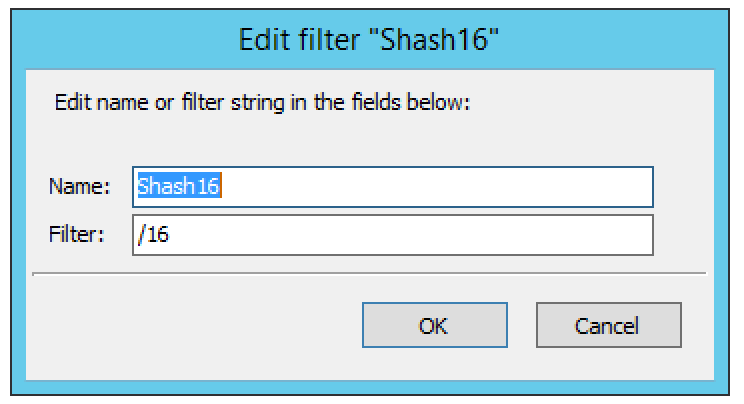 Edit filter "Shash16"
Edit name or filter string in the fields below:
Name: Shash16
Filter: /16
OK Cancel